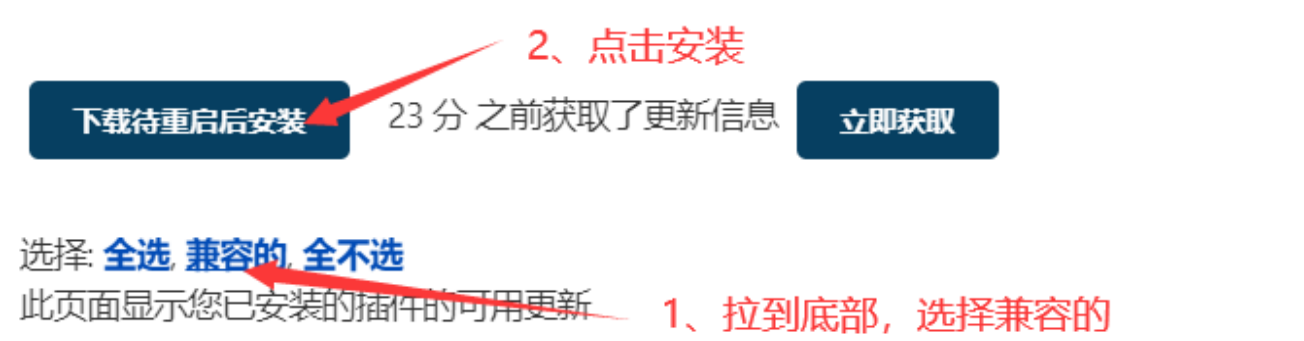 2、点击安装
下载待重启后安装 23 分 之前获取了更新信息 立即获取
选择: 全选, 兼容的, 全不选
此页面显示您已安装的插件的可用更新
1、拉到底部，选择兼容的